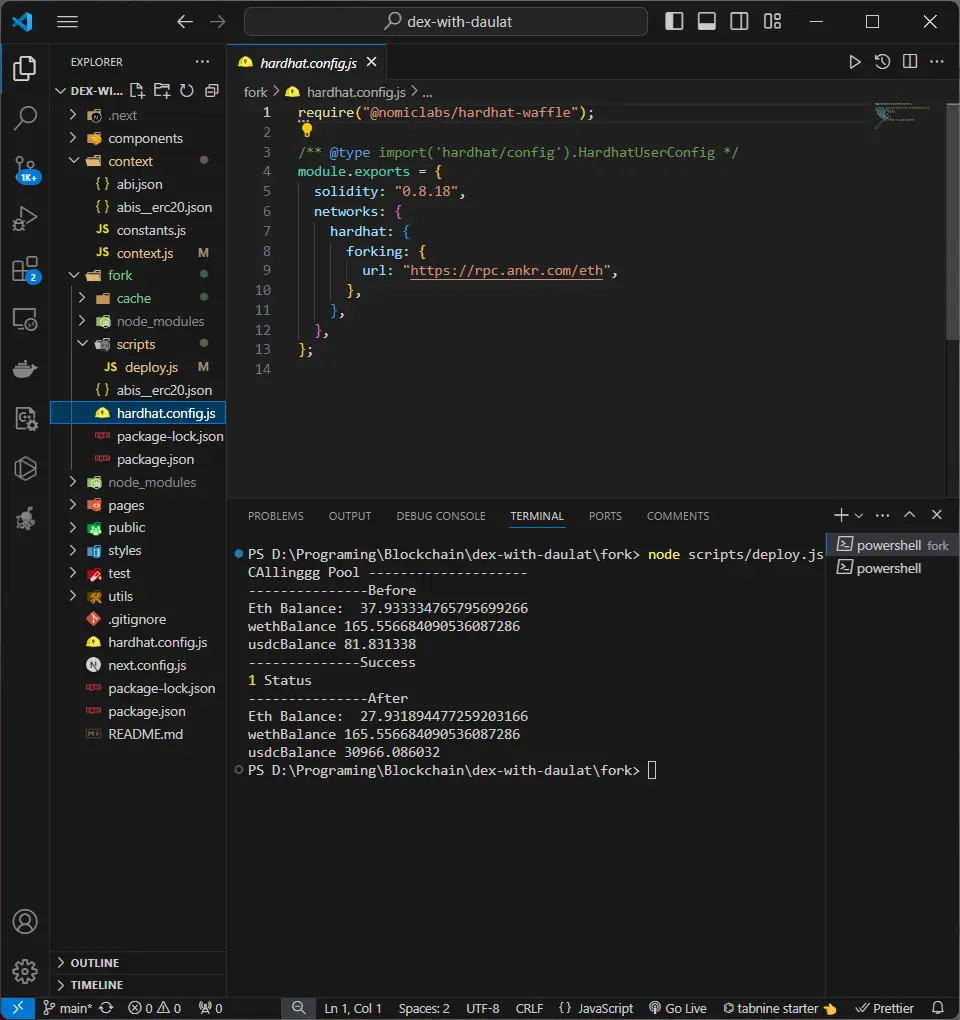 dex-with-daulat
EXPLORER
DEX-WI...
.next
components
context
{ } abi.json
{ } abis__erc20.json
JS constants.js
JS context.js M
fork
cache
node_modules
scripts
JS deploy.js M
{ } abis__erc20.json
hardhat.config.js
package-lock.json
package.json
node_modules
pages
public
styles
test
utils
.gitignore
hardhat.config.js
next.config.js
package-lock.json
package.json
README.md
OUTLINE
TIMELINE
1K+
2
hardhat.config.js
fork > hardhat.config.js > ...
1 require("@nomiclabs/hardhat-waffle");
2
3 /** @type import('hardhat/config').HardhatUserConfig */
4 module.exports = {
5 solidity: "0.8.18",
6 networks: {
7 hardhat: {
8 forking: {
9 url: "https://rpc.ankr.com/eth",
10 },
11 },
12 },
13 };
14
PROBLEMS OUTPUT DEBUG CONSOLE TERMINAL PORTS COMMENTS
PS D:\Programing\Blockchain\dex-with-daulat\fork> node scripts/deploy.js
CAllinggg Pool --------------------
---------------Before
Eth Balance:  37.933334765795699266
wethBalance 165.556684090536087286
usdcBalance 81.831338
--------------Success
1 Status
---------------After
Eth Balance:  27.931894477259203166
wethBalance 165.556684090536087286
usdcBalance 30966.086032
PS D:\Programing\Blockchain\dex-with-daulat\fork>
powershell fork
powershell
main* 0 0 0 Ln 1, Col 1 Spaces: 2 UTF-8 CRLF { } JavaScript Go Live tabnine starter Prettier